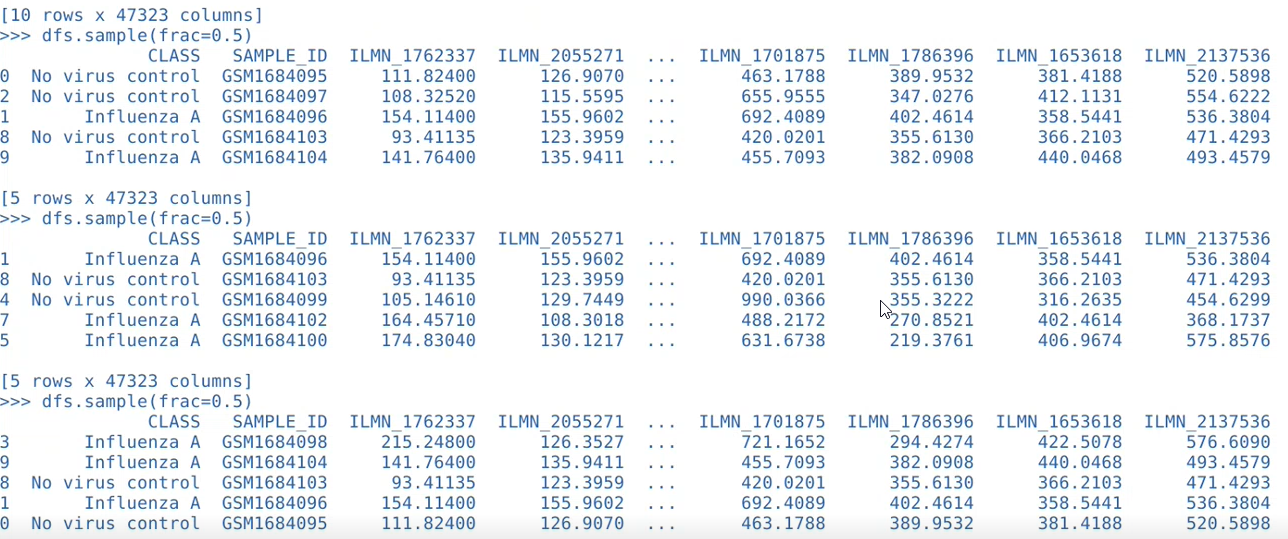 [10 rows x 47323 columns]
>>> dfs.sample(frac=0.5)
CLASS SAMPLE_ID ILMN_1762337 ILMN_2055271 ... ILMN_1701875 ILMN_1786396 ILMN_1653618 ILMN_2137536
0 No virus control GSM1684095 111.82400 126.9070 ... 463.1788 389.9532 381.4188 520.5898
2 No virus control GSM1684097 108.32520 115.5595 ... 655.9555 347.0276 412.1131 554.6222
1 Influenza A GSM1684096 154.11400 155.9602 ... 692.4089 402.4614 358.5441 536.3804
8 No virus control GSM1684103 93.41135 123.3959 ... 420.0201 355.6130 366.2103 471.4293
9 Influenza A GSM1684104 141.76400 135.9411 ... 455.7093 382.0908 440.0468 493.4579
[5 rows x 47323 columns]
>>> dfs.sample(frac=0.5)
CLASS SAMPLE_ID ILMN_1762337 ILMN_2055271 ... ILMN_1701875 ILMN_1786396 ILMN_1653618 ILMN_2137536
1 Influenza A GSM1684096 154.11400 155.9602 ... 692.4089 402.4614 358.5441 536.3804
8 No virus control GSM1684103 93.41135 123.3959 ... 420.0201 355.6130 366.2103 471.4293
4 No virus control GSM1684099 105.14610 129.7449 ... 990.0366 355.3222 316.2635 454.6299
7 Influenza A GSM1684102 164.45710 108.3018 ... 488.2172 270.8521 402.4614 368.1737
5 Influenza A GSM1684100 174.83040 130.1217 ... 631.6738 219.3761 406.9674 575.8576
[5 rows x 47323 columns]
>>> dfs.sample(frac=0.5)
CLASS SAMPLE_ID ILMN_1762337 ILMN_2055271 ... ILMN_1701875 ILMN_1786396 ILMN_1653618 ILMN_2137536
3 Influenza A GSM1684098 215.24800 126.3527 ... 721.1652 294.4274 422.5078 576.6090
9 Influenza A GSM1684104 141.76400 135.9411 ... 455.7093 382.0908 440.0468 493.4579
8 No virus control GSM1684103 93.41135 123.3959 ... 420.0201 355.6130 366.2103 471.4293
1 Influenza A GSM1684096 154.11400 155.9602 ... 692.4089 402.4614 358.5441 536.3804
0 No virus control GSM1684095 111.82400 126.9070 ... 463.1788 389.9532 381.4188 520.5898